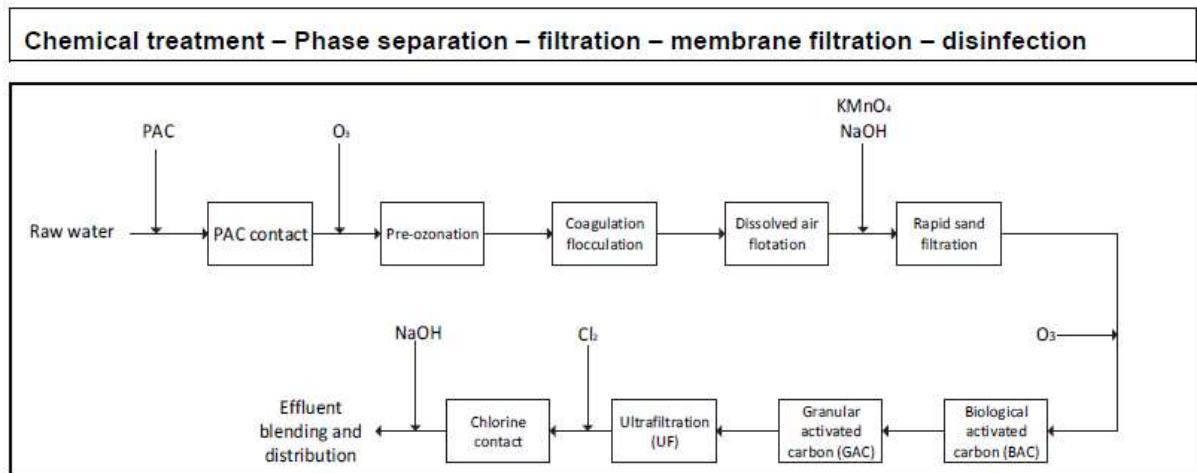 Chemical treatment – Phase separation – filtration – membrane filtration – disinfection
KMnO₄
PAC
O₃
NaOH
Raw water
PAC contact
Pre-ozonation
Coagulation
flocculation
Dissolved air
flotation
Rapid sand
filtration
NaOH
Cl₂
O₃
Effluent
blending and
distribution
Chlorine
contact
Ultrafiltration
(UF)
Granular
activated
carbon (GAC)
Biological
activated
carbon (BAC)